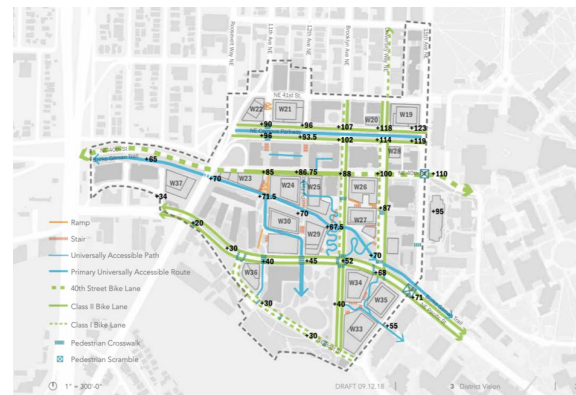 Roosevelt Way NE
11th Ave NE
12th Ave NE
Brooklyn Ave NE
15th Ave NE
NE 41st St.
W22
W21
W20
W19
+90
+96
+107
+118
+123
NE Campus Parkway
+93.5
+102
+114
+119
W28
+65
+70
W23
+85
+86.75
+88
+100
+110
W37
W24
W25
W26
+71.5
+34
+87
+95
+20
W30
+70
W27
+67.5
W29
+30
+40
+45
+52
+70
+68
W36
W34
+30
+40
W35
+71
W33
+55
+30
Ramp
Stair
Universally Accessible Path
Primary Universally Accessible Route
40th Street Bike Lane
Class II Bike Lane
Class I Bike Lane
Pedestrian Crosswalk
Pedestrian Scramble
1" = 300'-0"
DRAFT 09.12.18
3 District Vision